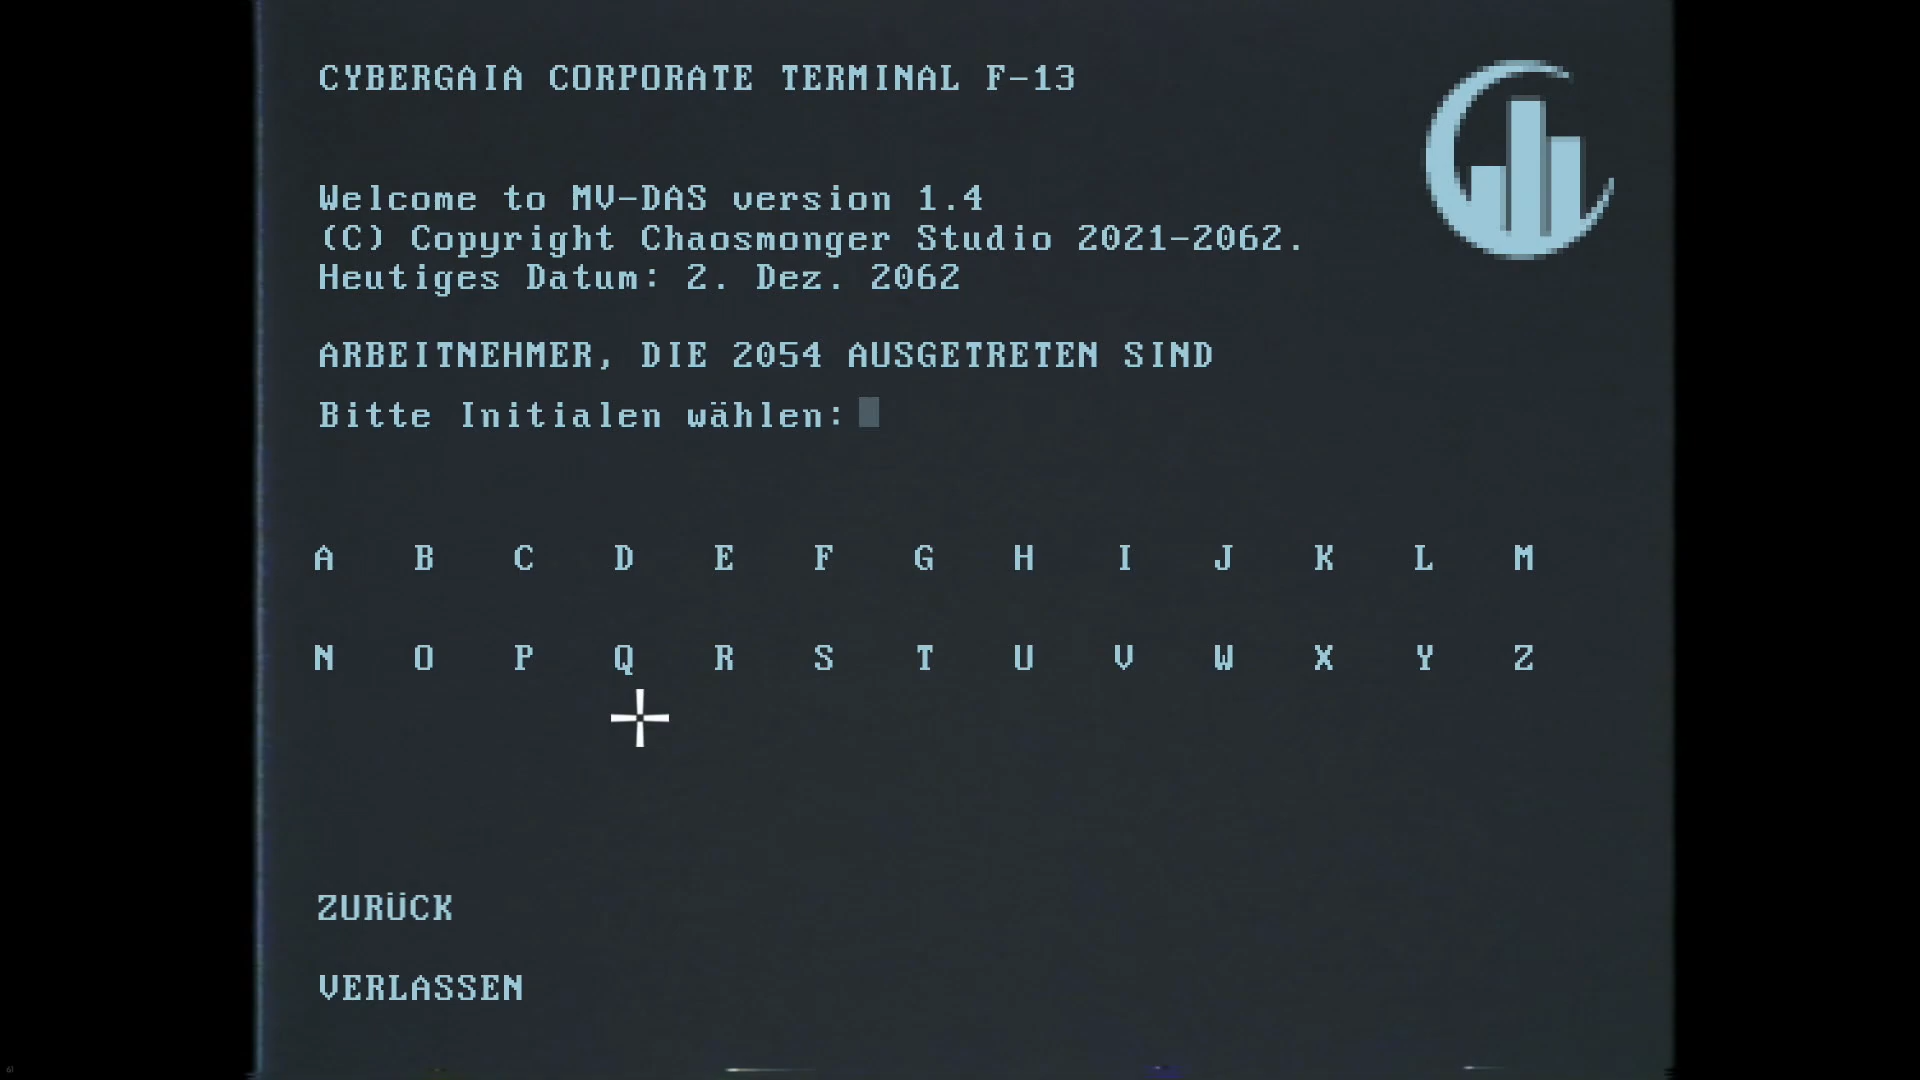 CYBERGAIA CORPORATE TERMINAL F-13
Welcome to MV-DAS version 1.4
(C) Copyright Chaosmonger Studio 2021-2062.
Heutiges Datum: 2. Dez. 2062
ARBEITNEHMER, DIE 2054 AUSGETRETEN SIND
Bitte Initialen wählen:
A B C D E F G H I J K L M
N O P Q R S T U V W X Y Z
ZURÜCK
VERLASSEN